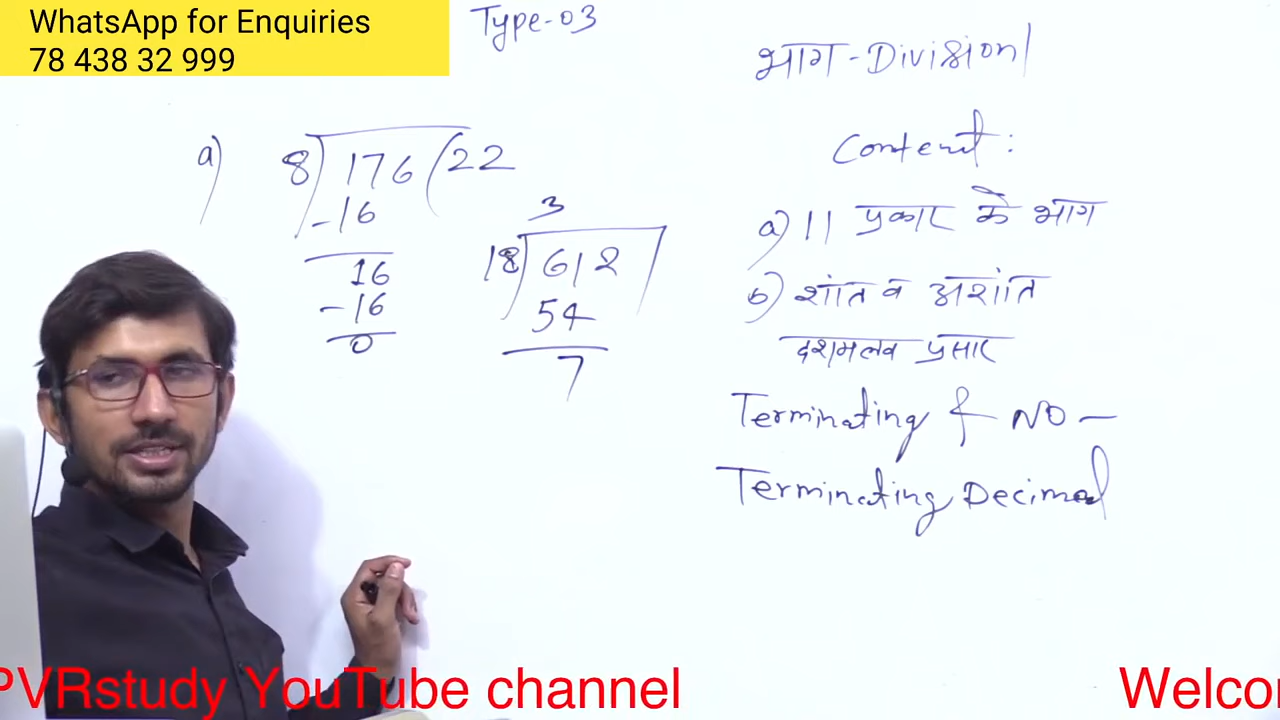 WhatsApp for Enquiries
78 438 32 999
Type-03
भाग-Division
Content:
a) 8) 176 (22
-16
16
-16
0
3
18) 612
54
7
a) 11 प्रकार के भाग
b) शांत व अशांत
दशमलव प्रसार
Terminating & NO-
Terminating Decimal
PVRstudy YouTube channel
Welco